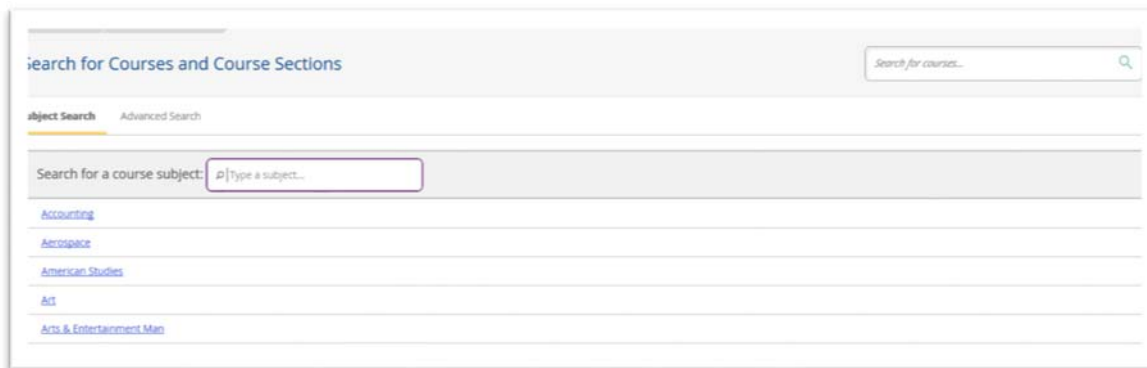 Search for Courses and Course Sections
Search for courses...
ubject Search Advanced Search
Search for a course subject: Type a subject...
Accounting
Aerospace
American Studies
Art
Arts & Entertainment Man